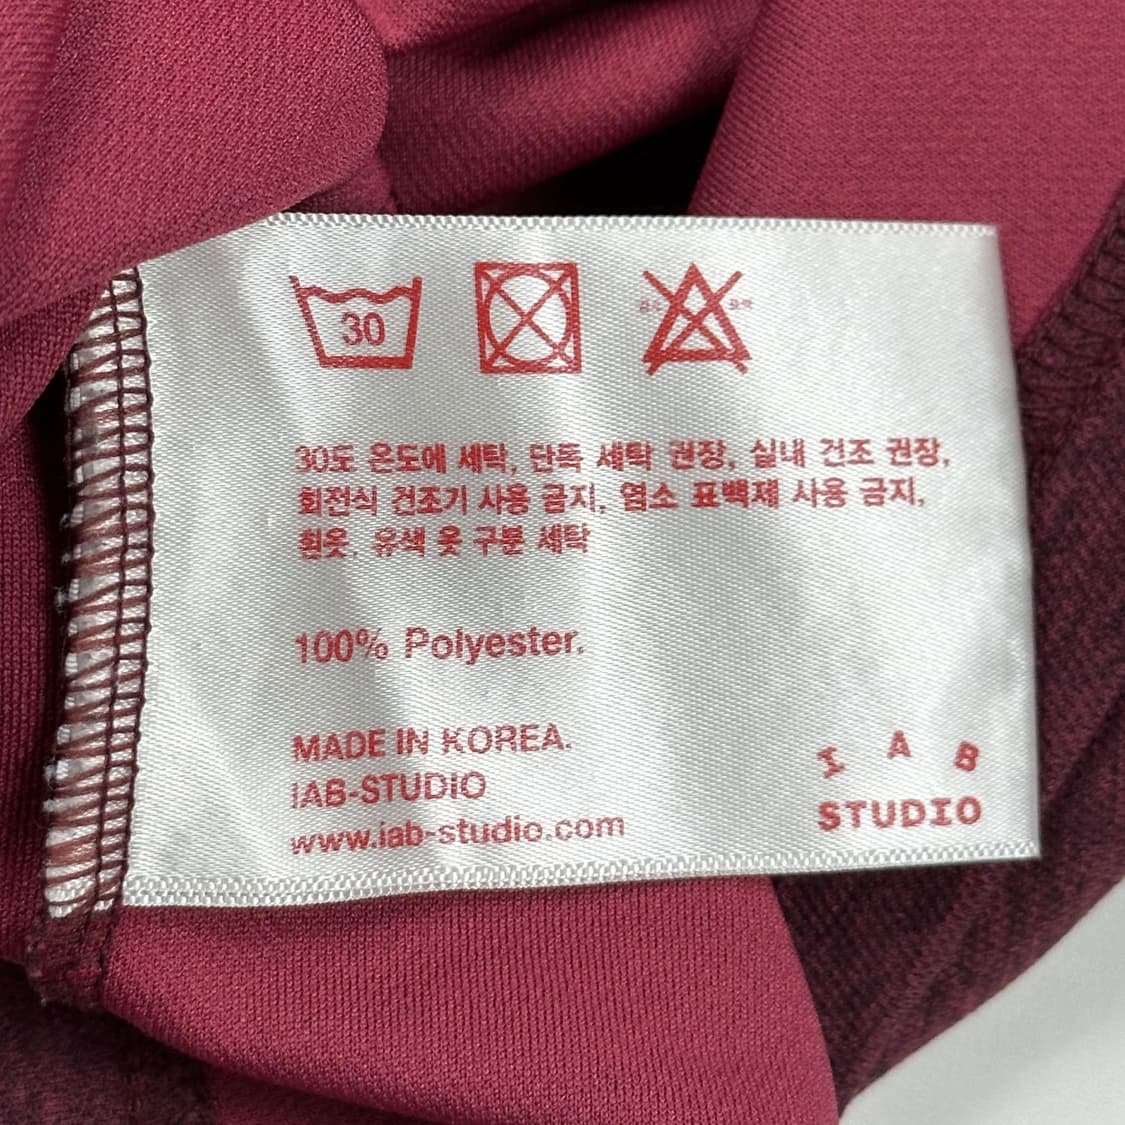 30
30도 온도에 세탁, 단독 세탁 권장, 실내 건조 권장,
회전식 건조기 사용 금지, 염소 표백제 사용 금지,
흰옷, 유색 옷 구분 세탁
100% Polyester.
MADE IN KOREA.
IAB-STUDIO
www.iab-studio.com
I A B
STUDIO